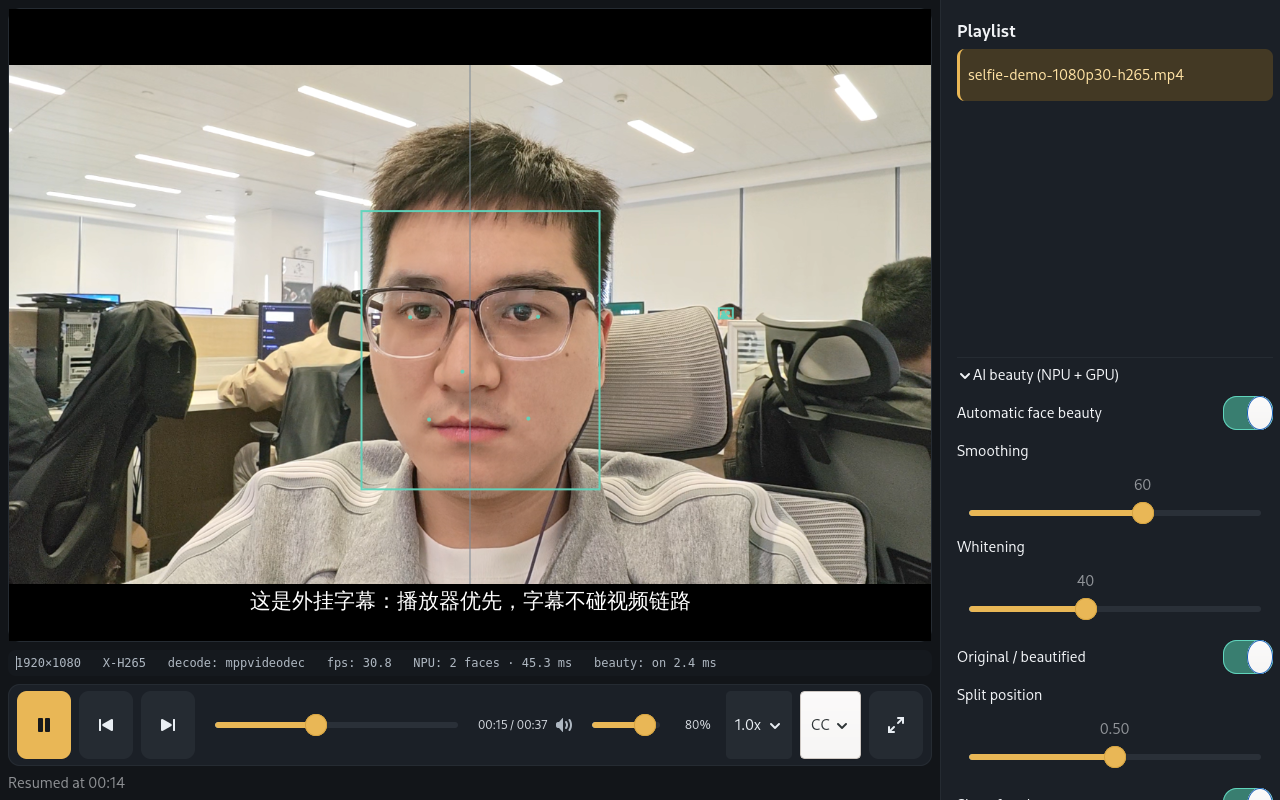 Playlist
selfie-demo-1080p30-h265.mp4
这是外挂字幕：播放器优先，字幕不碰视频链路
1920×1080 X-H265 decode: mppvideodec fps: 30.8 NPU: 2 faces · 45.3 ms beauty: on 2.4 ms
00:15 / 00:37 80% 1.0x CC
Resumed at 00:14
AI beauty (NPU + GPU)
Automatic face beauty
Smoothing
60
Whitening
40
Original / beautified
Split position
0.50